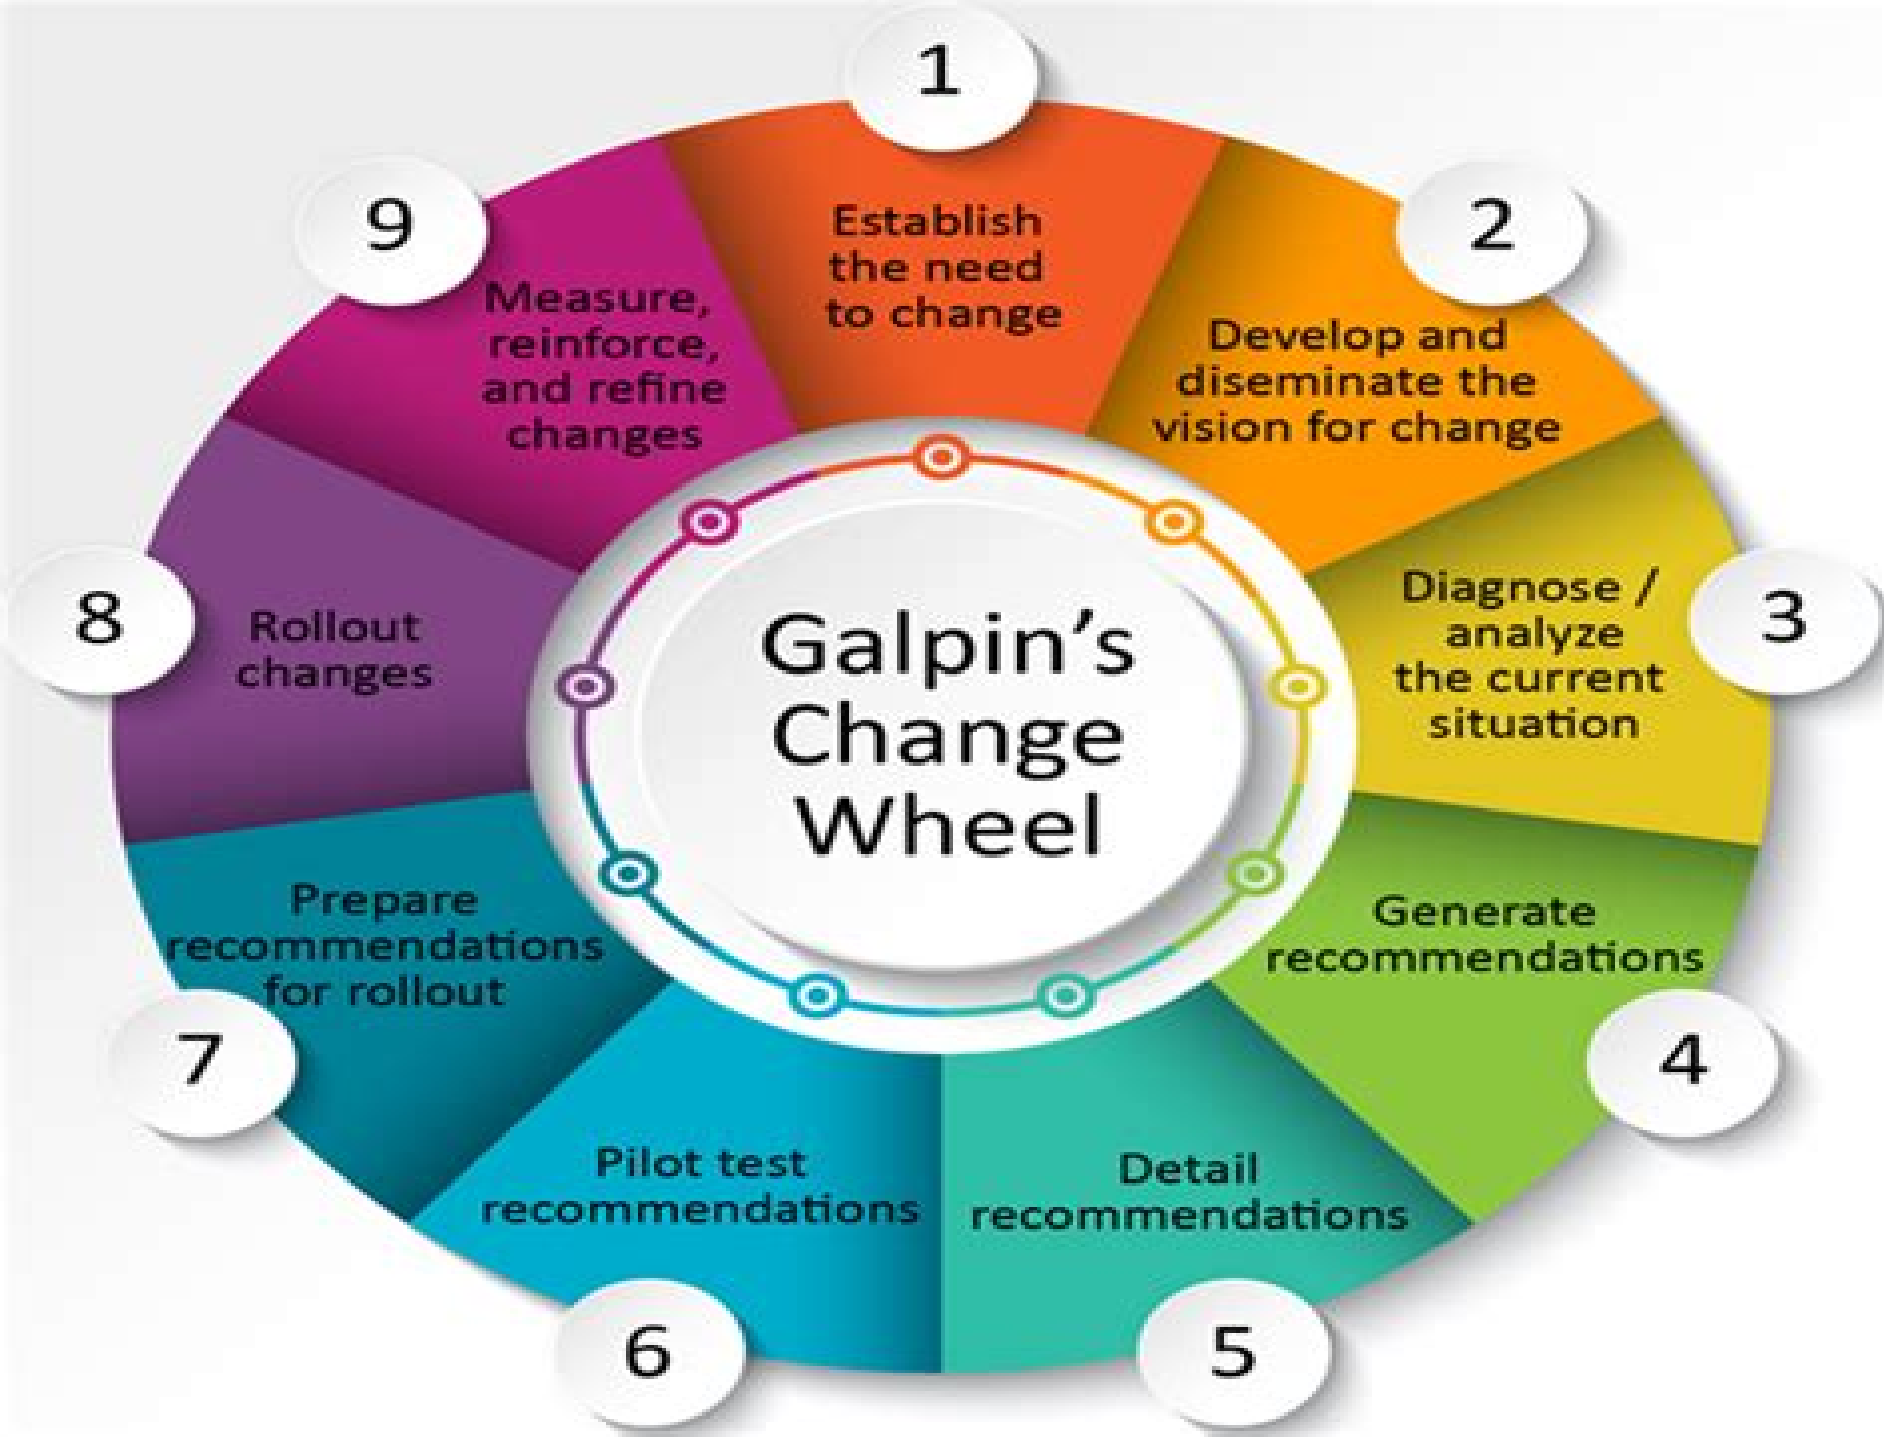 Galpin’s
Change
Wheel
1
Establish
the need
to change
2
Develop and
diseminate the
vision for change
3
Diagnose /
analyze
the current
situation
4
Generate
recommendations
5
Detail
recommendations
6
Pilot test
recommendations
7
Prepare
recommendations
for rollout
8
Rollout
changes
9
Measure,
reinforce,
and refine
changes